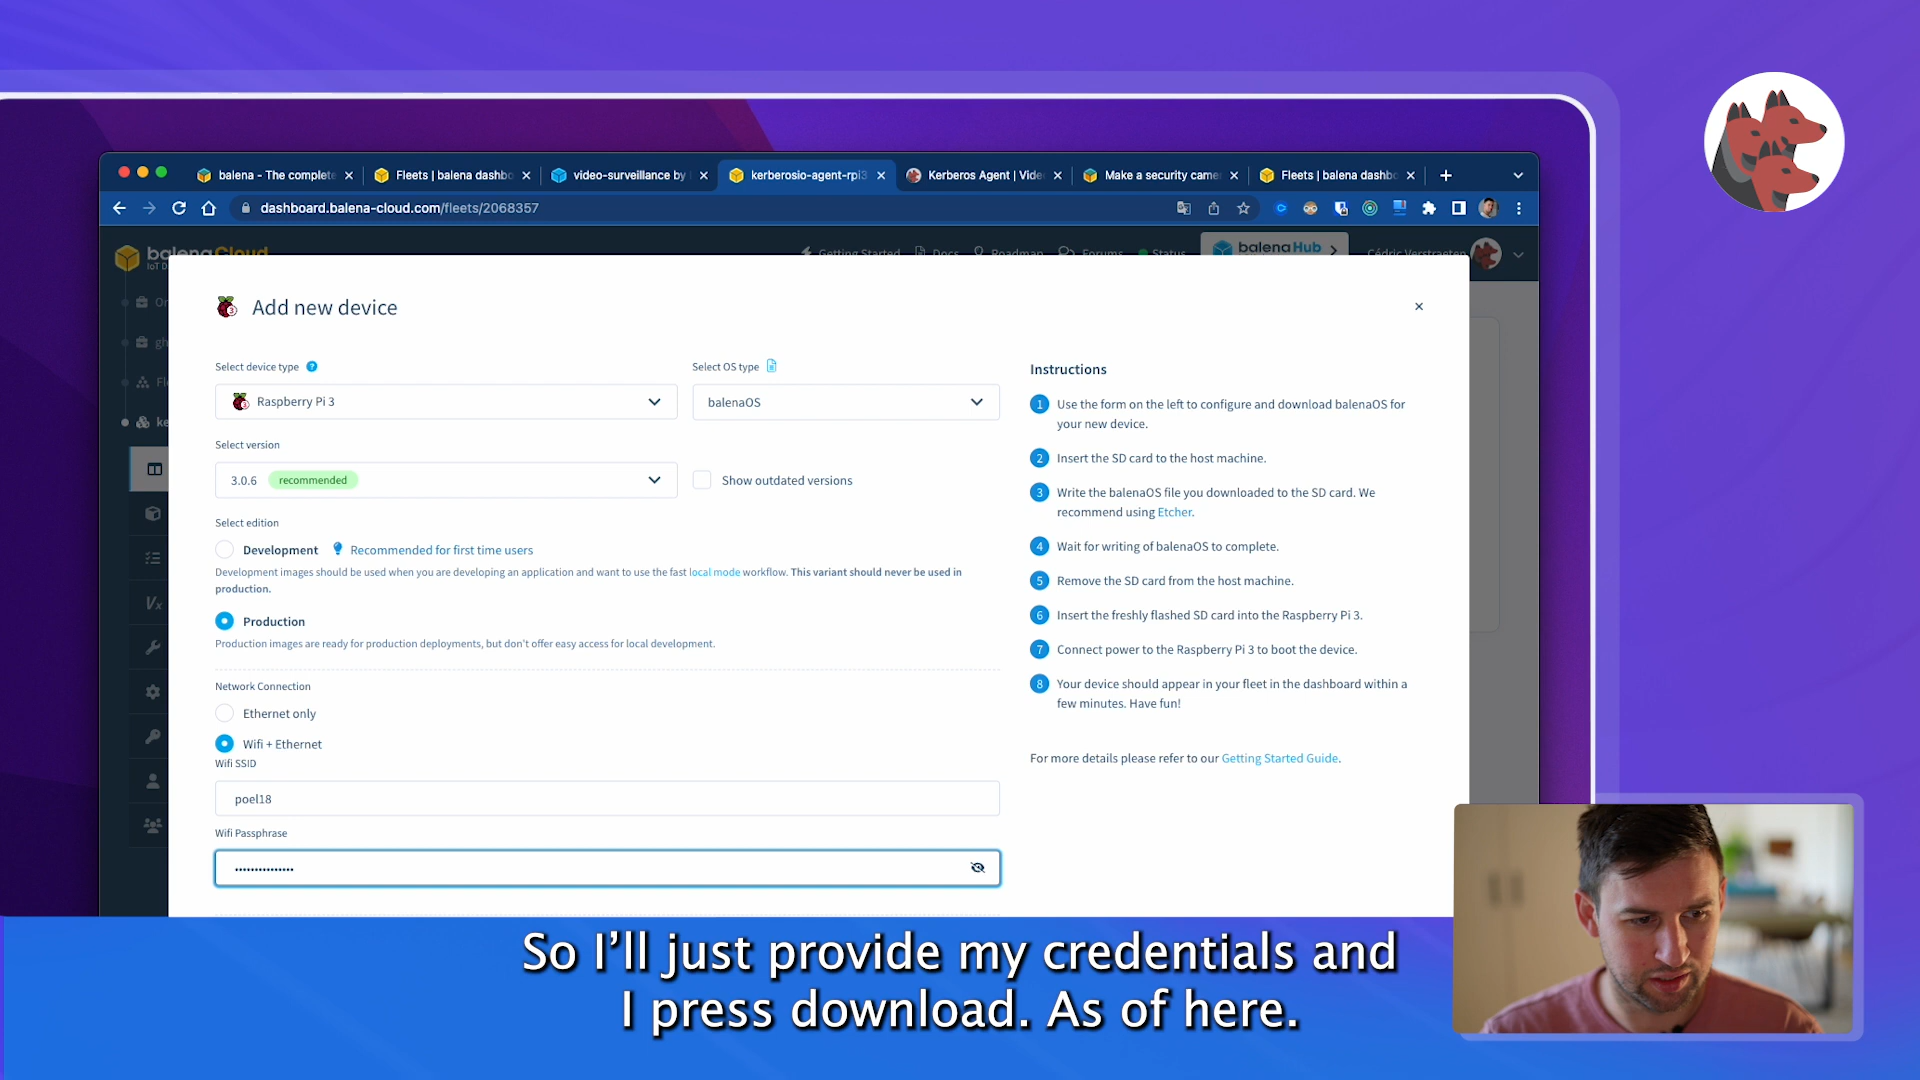 balena - The complete
Fleets | balena dashbo
video-surveillance by
kerberosio-agent-rpi3
Kerberos Agent | Vide
Make a security came
Fleets | balena dashbo
dashboard.balena-cloud.com/fleets/2068357
balenaCloud
Getting Started
Docs
Roadmap
Forums
Status
balenaHub
Cédric Verstraeten
Add new device
Select device type
Select OS type
Raspberry Pi 3
balenaOS
Select version
3.0.6 recommended
Show outdated versions
Select edition
Development Recommended for first time users
Development images should be used when you are developing an application and want to use the fast local mode workflow. This variant should never be used in
production.
Production
Production images are ready for production deployments, but don't offer easy access for local development.
Network Connection
Ethernet only
Wifi + Ethernet
Wifi SSID
poel18
Wifi Passphrase
Instructions
1 Use the form on the left to configure and download balenaOS for
your new device.
2 Insert the SD card to the host machine.
3 Write the balenaOS file you downloaded to the SD card. We
recommend using Etcher.
4 Wait for writing of balenaOS to complete.
5 Remove the SD card from the host machine.
6 Insert the freshly flashed SD card into the Raspberry Pi 3.
7 Connect power to the Raspberry Pi 3 to boot the device.
8 Your device should appear in your fleet in the dashboard within a
few minutes. Have fun!
For more details please refer to our Getting Started Guide.
So I'll just provide my credentials and
I press download. As of here.